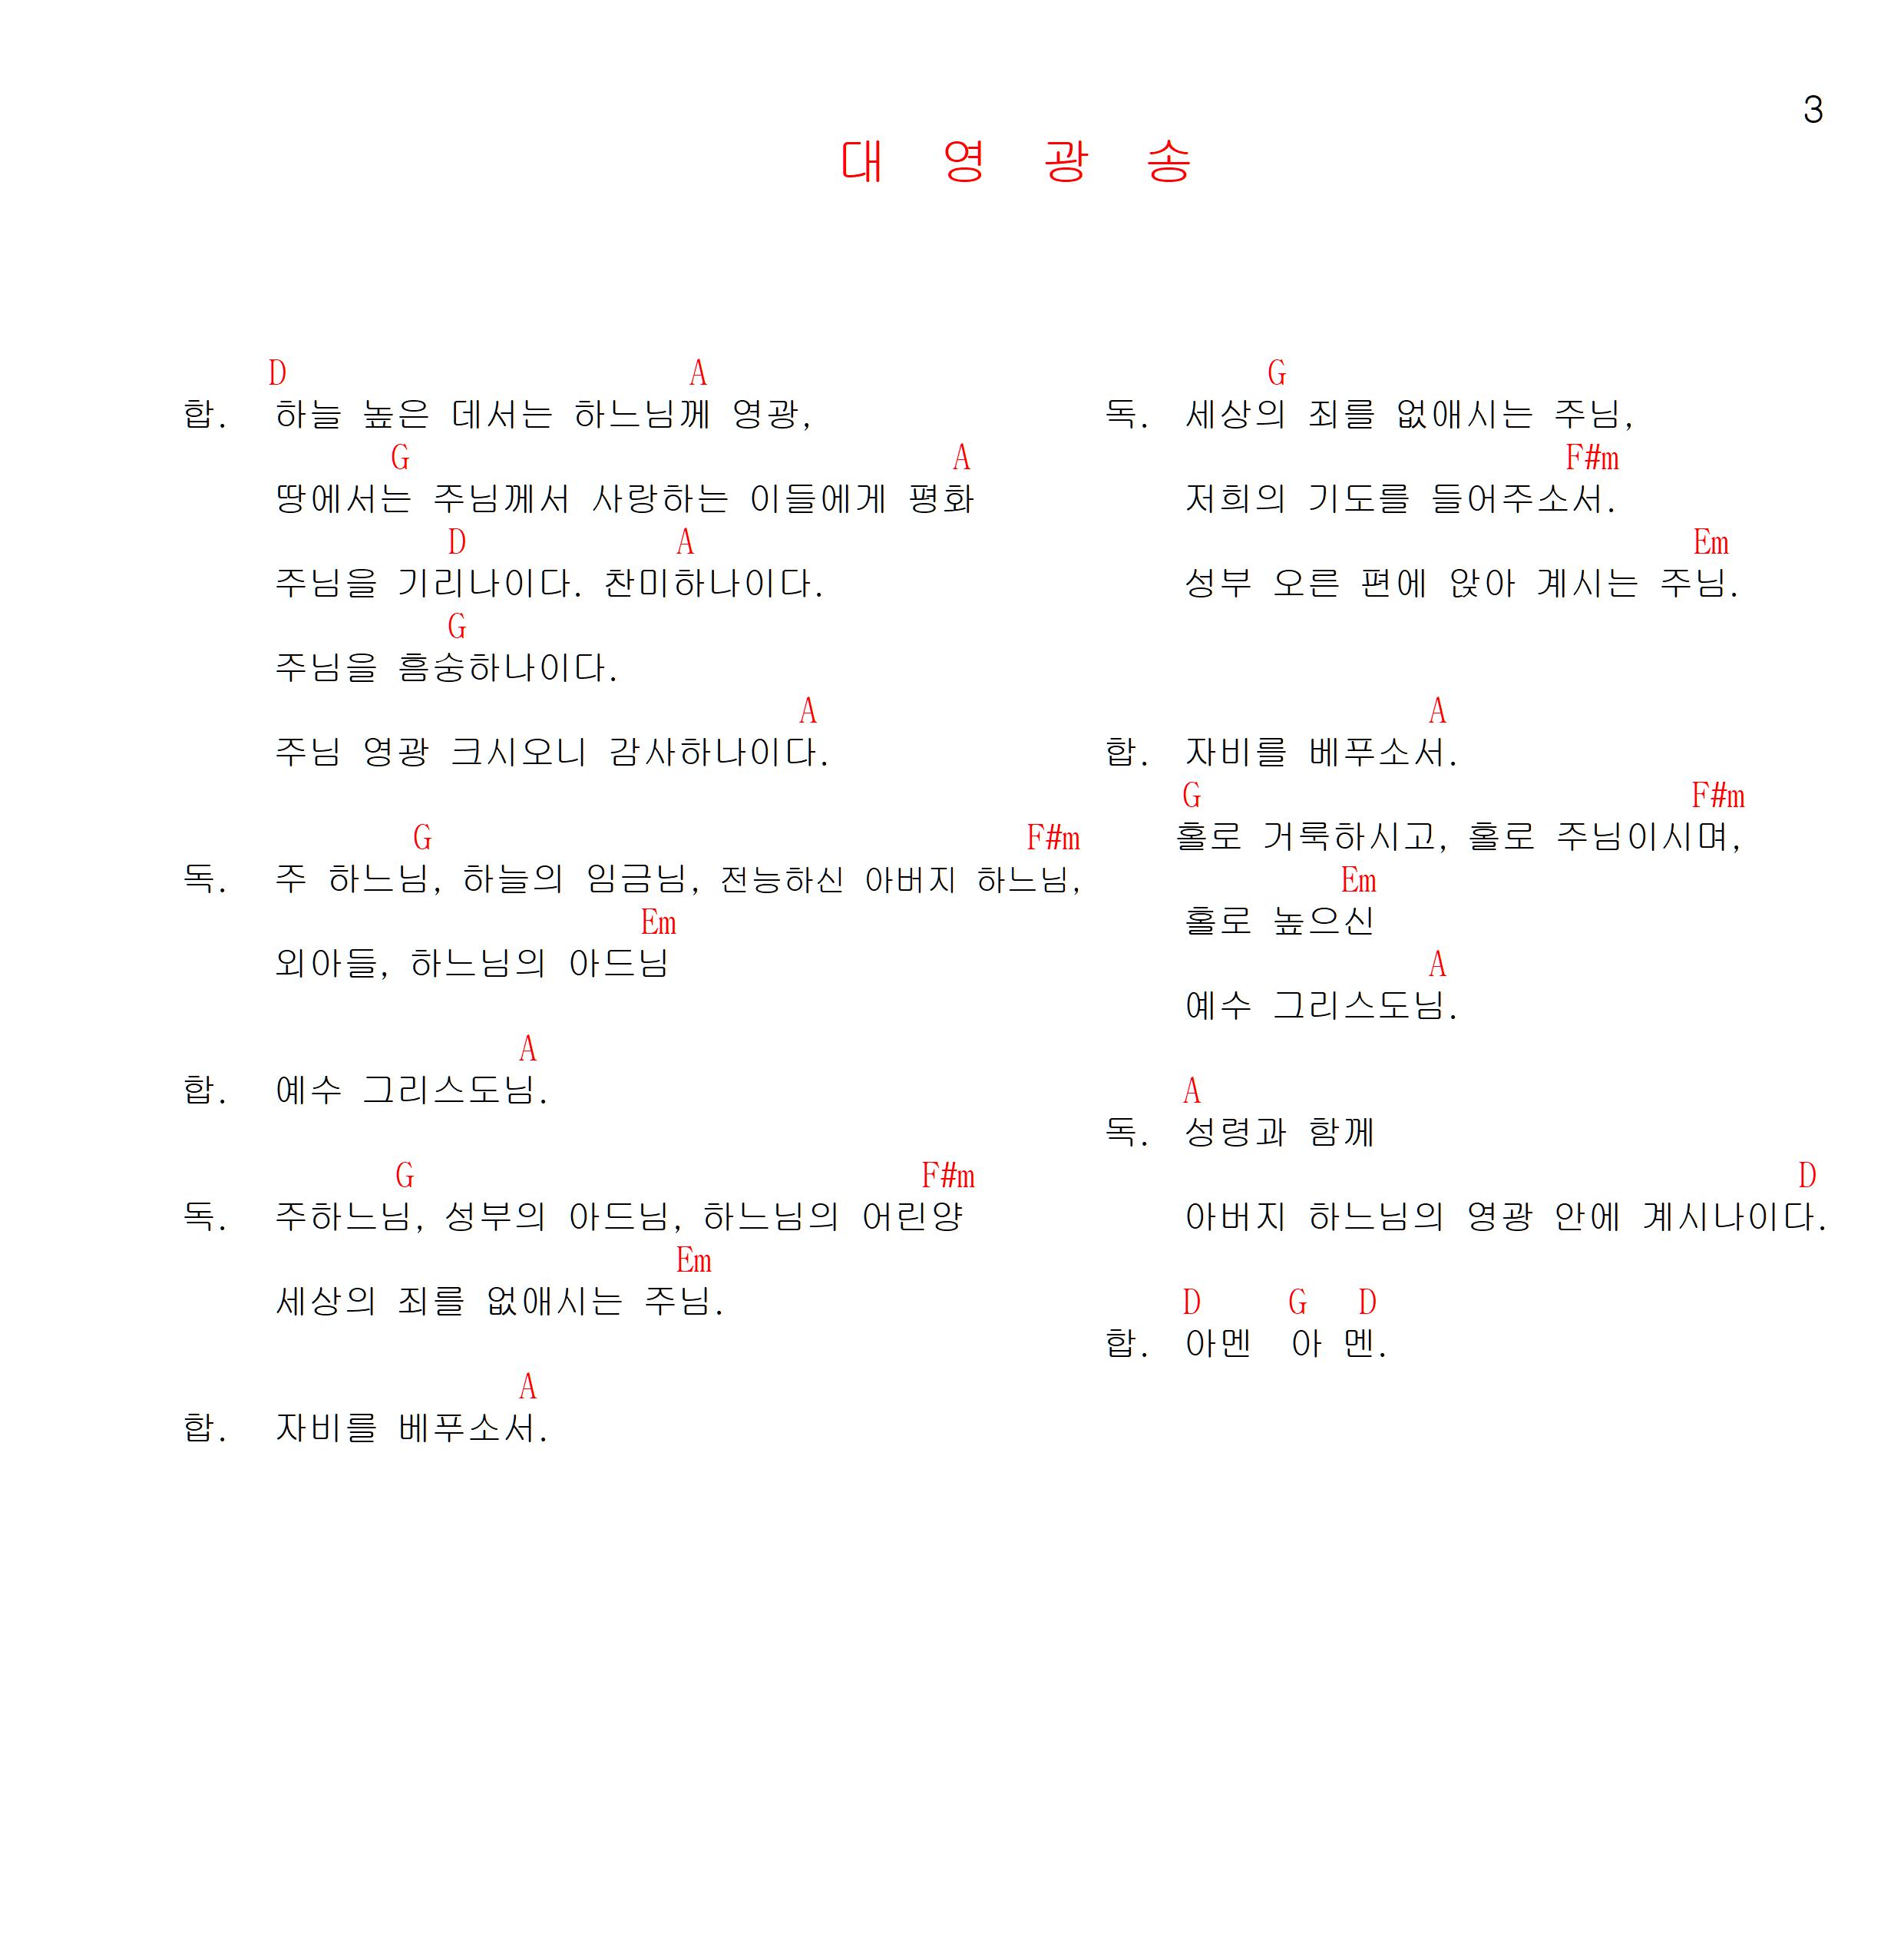 3
대 영 광 송
D A
합. 하늘 높은 데서는 하느님께 영광,
G A
땅에서는 주님께서 사랑하는 이들에게 평화
D A
주님을 기리나이다. 찬미하나이다.
G
주님을 흠숭하나이다.
A
주님 영광 크시오니 감사하나이다.
G F#m
독. 주 하느님, 하늘의 임금님, 전능하신 아버지 하느님,
Em
외아들, 하느님의 아드님
A
합. 예수 그리스도님.
G F#m
독. 주하느님, 성부의 아드님, 하느님의 어린양
Em
세상의 죄를 없애시는 주님.
A
합. 자비를 베푸소서.
G
독. 세상의 죄를 없애시는 주님,
F#m
저희의 기도를 들어주소서.
Em
성부 오른 편에 앉아 계시는 주님.
A
합. 자비를 베푸소서.
G F#m
홀로 거룩하시고, 홀로 주님이시며,
Em
홀로 높으신
A
예수 그리스도님.
A
독. 성령과 함께
D
아버지 하느님의 영광 안에 계시나이다.
D G D
합. 아멘 아 멘.